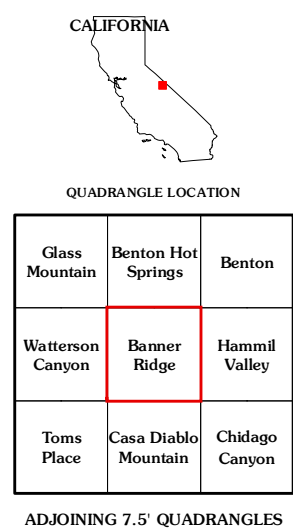 CALIFORNIA
QUADRANGLE LOCATION
Glass
Mountain
Benton Hot
Springs
Benton
Watterson
Canyon
Banner
Ridge
Hammil
Valley
Toms
Place
Casa Diablo
Mountain
Chidago
Canyon
ADJOINING 7.5' QUADRANGLES